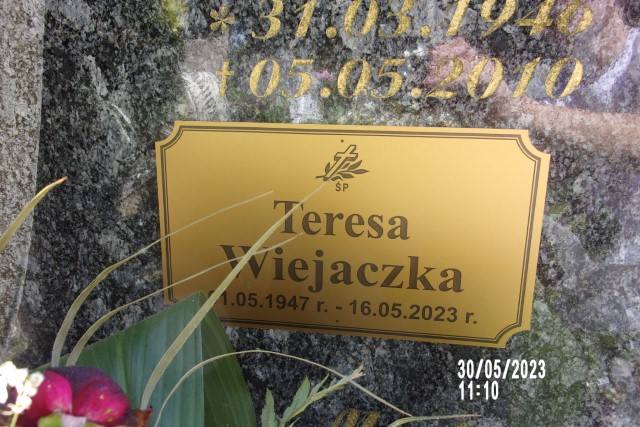 * 31.03.1946
† 05.05.2010
ŚP
Teresa
Wiejaczka
1.05.1947 r. - 16.05.2023 r.
30/05/2023
11:10